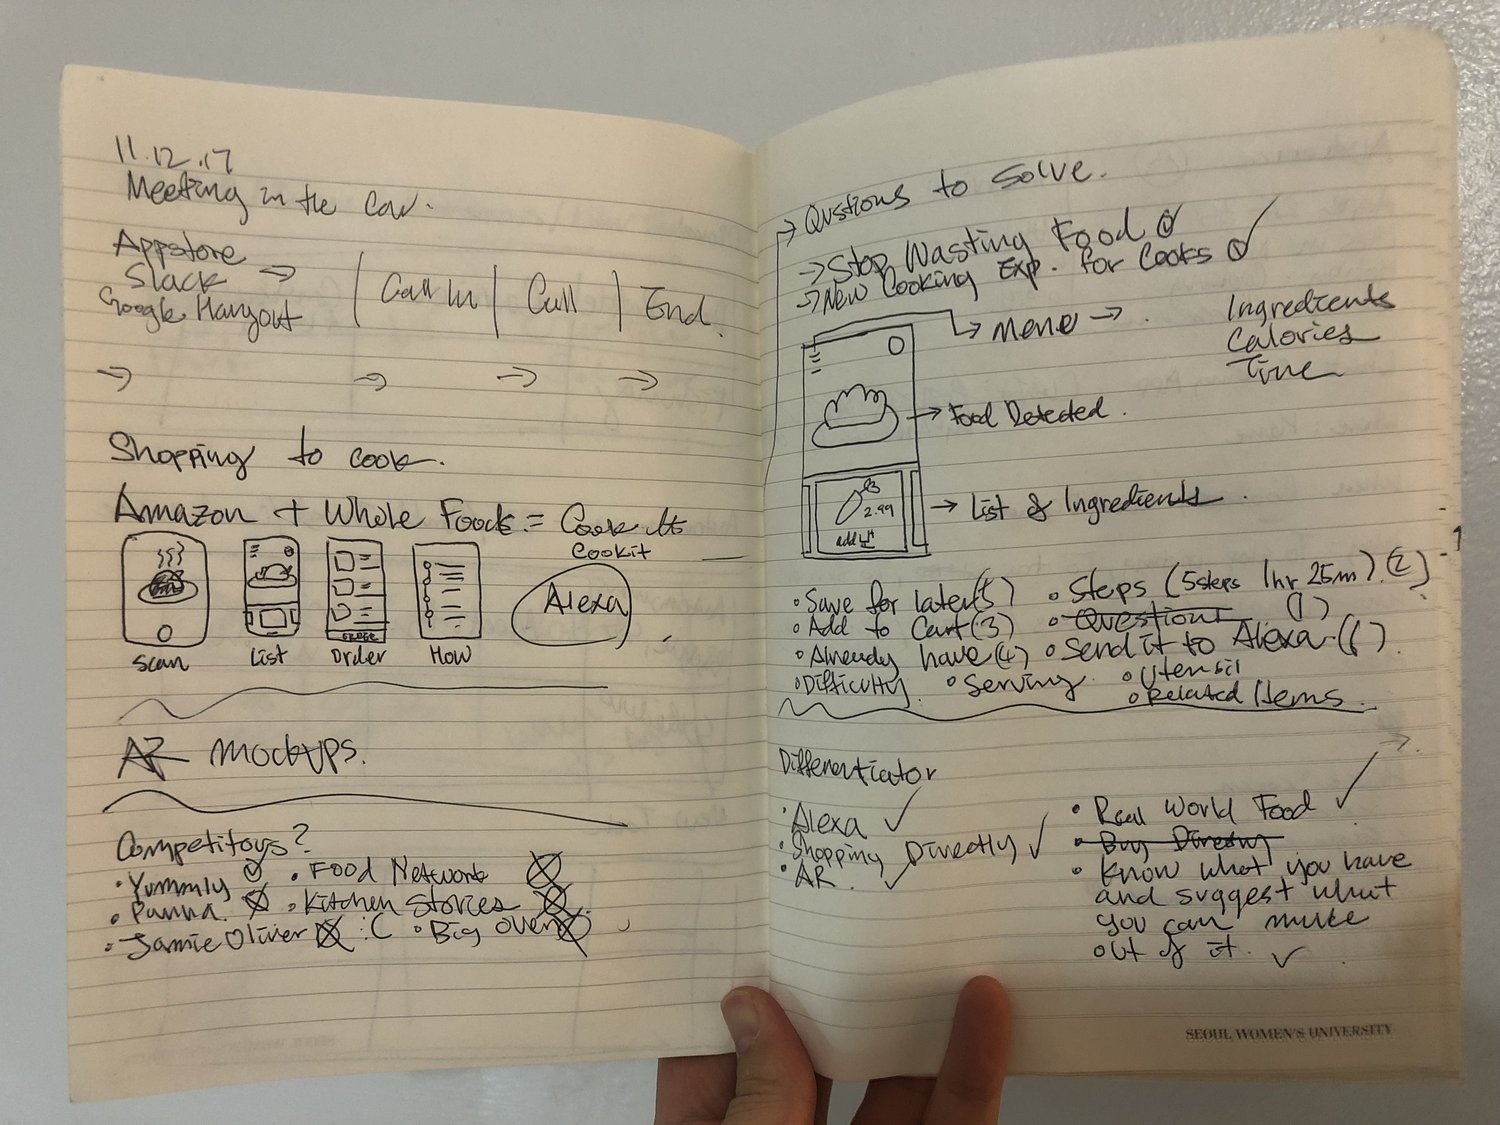 11.12.17
Meeting in the Car.
Appstore
Slack →
Google Hangout
| Call In | Call | End.
→ → → →
Shopping to cook.
Amazon + Whole Foods = Cook It
Cookit
Alexa
ORDER
Scan List Order How
AR mockups.
Competitors?
• Yummly • Food Network
• Panna • Kitchen Stories
• Jamie Oliver :C • Big Oven
→ Qustions to solve.
→ Stop Wasting Food
→ New Cooking Exp. for Cooks
→ menu →
Ingredients
Calories
Time
→ Food Detected.
2.99
add
→ List of Ingredients.
• Save for later(5) • Steps (5steps 1hr 25m).(2)
• Add to Cart(3) • Questions (1)
• Already have(4) • Send it to Alexa.(6)
• Difficulty. • Serving. • Utensil
• Related Items.
Differenticator
• Alexa ✓
• Shopping Directly ✓
• AR. ✓
• Real World Food ✓
• Buy Directly
• Know what you have
and suggest what
you can make
out of it. ✓
SEOUL WOMEN'S UNIVERSITY